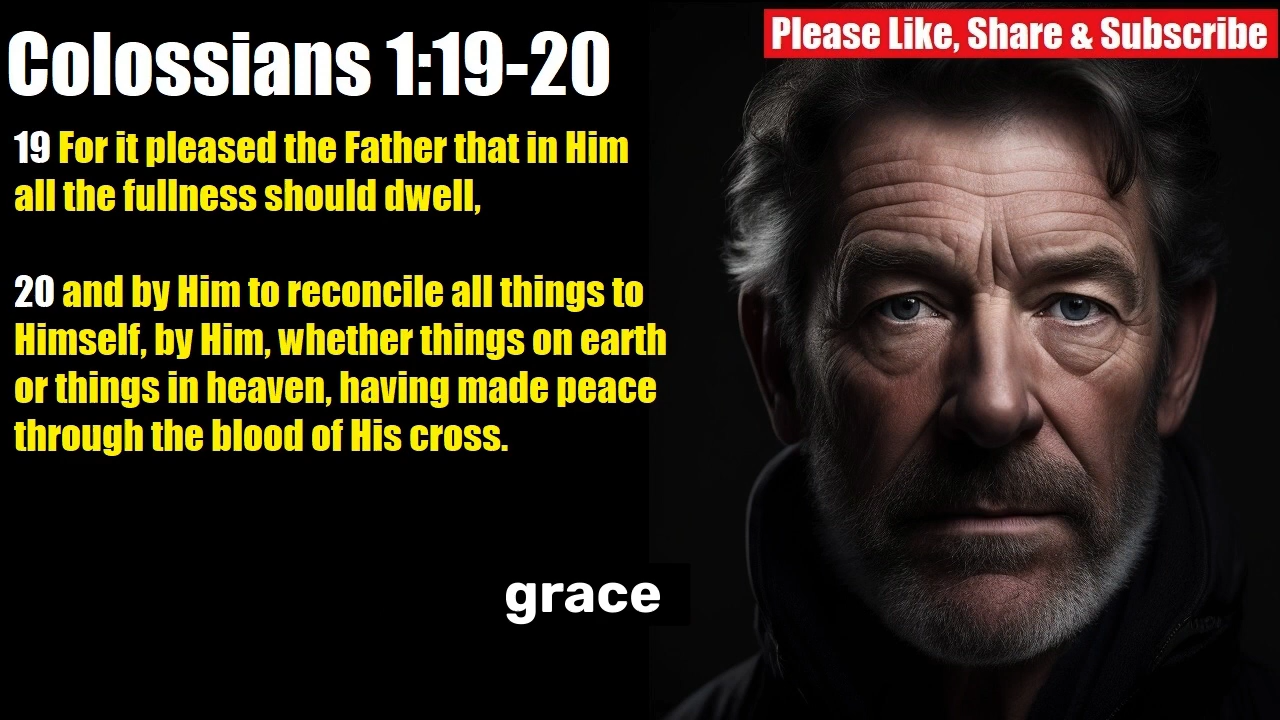 Please Like, Share & Subscribe
Colossians 1:19-20
19 For it pleased the Father that in Him
all the fullness should dwell,
20 and by Him to reconcile all things to
Himself, by Him, whether things on earth
or things in heaven, having made peace
through the blood of His cross.
grace